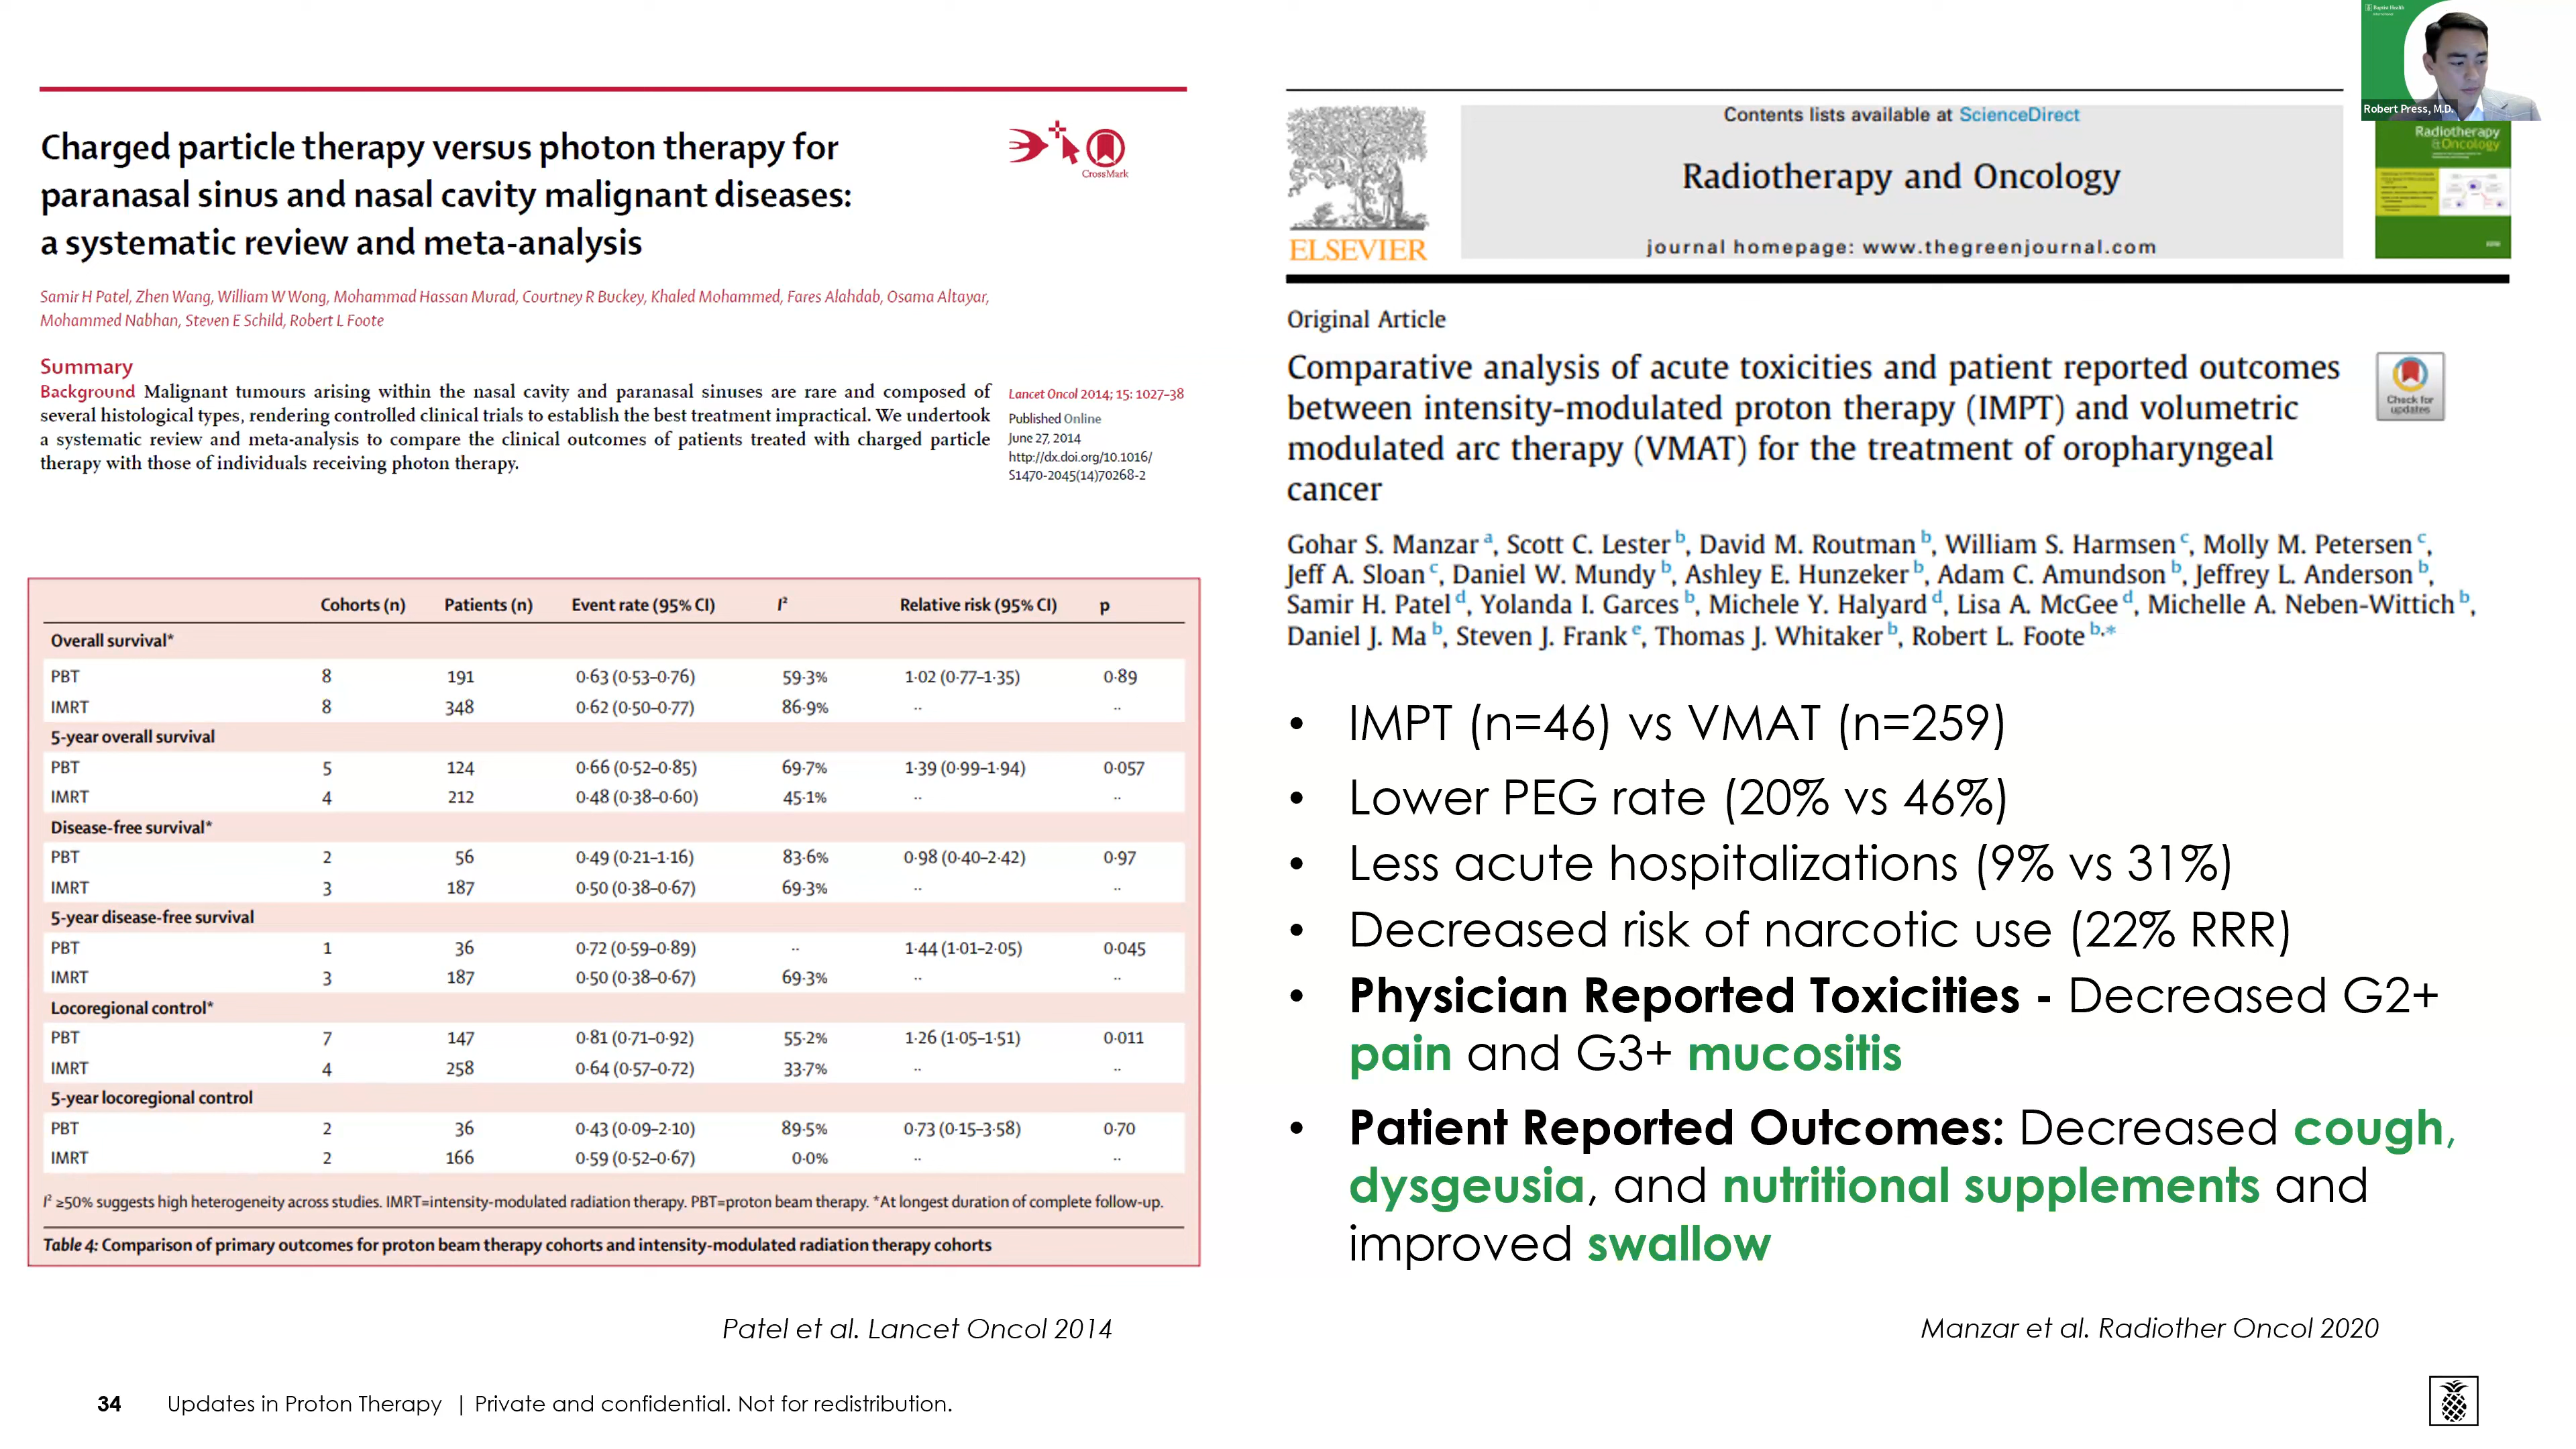 Baptist Health
Robert Press, M.D.
Charged particle therapy versus photon therapy for
paranasal sinus and nasal cavity malignant diseases:
a systematic review and meta-analysis
CrossMark
Samir H Patel, Zhen Wang, William W Wong, Mohammad Hassan Murad, Courtney R Buckey, Khaled Mohammed, Fares Alahdab, Osama Altayar,
Mohammed Nabhan, Steven E Schild, Robert L Foote
Summary
Background Malignant tumours arising within the nasal cavity and paranasal sinuses are rare and composed of
several histological types, rendering controlled clinical trials to establish the best treatment impractical. We undertook
a systematic review and meta-analysis to compare the clinical outcomes of patients treated with charged particle
therapy with those of individuals receiving photon therapy.
Lancet Oncol 2014; 15: 1027–38
Published Online
June 27, 2014
http://dx.doi.org/10.1016/
S1470-2045(14)70268-2
Cohorts (n) Patients (n) Event rate (95% CI) I² Relative risk (95% CI) p
Overall survival*
PBT 8 191 0·63 (0·53–0·76) 59·3% 1·02 (0·77–1·35) 0·89
IMRT 8 348 0·62 (0·50–0·77) 86·9% ·· ··
5-year overall survival
PBT 5 124 0·66 (0·52–0·85) 69·7% 1·39 (0·99–1·94) 0·057
IMRT 4 212 0·48 (0·38–0·60) 45·1% ·· ··
Disease-free survival*
PBT 2 56 0·49 (0·21–1·16) 83·6% 0·98 (0·40–2·42) 0·97
IMRT 3 187 0·50 (0·38–0·67) 69·3% ·· ··
5-year disease-free survival
PBT 1 36 0·72 (0·59–0·89) ·· 1·44 (1·01–2·05) 0·045
IMRT 3 187 0·50 (0·38–0·67) 69·3% ·· ··
Locoregional control*
PBT 7 147 0·81 (0·71–0·92) 55·2% 1·26 (1·05–1·51) 0·011
IMRT 4 258 0·64 (0·57–0·72) 33·7% ·· ··
5-year locoregional control
PBT 2 36 0·43 (0·09–2·10) 89·5% 0·73 (0·15–3·58) 0·70
IMRT 2 166 0·59 (0·52–0·67) 0·0% ·· ··
I² ≥50% suggests high heterogeneity across studies. IMRT=intensity-modulated radiation therapy. PBT=proton beam therapy. *At longest duration of complete follow-up.
Table 4: Comparison of primary outcomes for proton beam therapy cohorts and intensity-modulated radiation therapy cohorts
Patel et al. Lancet Oncol 2014
ELSEVIER
Contents lists available at ScienceDirect
Radiotherapy and Oncology
journal homepage: www.thegreenjournal.com
Radiotherapy
&Oncology
Original Article
Comparative analysis of acute toxicities and patient reported outcomes
between intensity-modulated proton therapy (IMPT) and volumetric
modulated arc therapy (VMAT) for the treatment of oropharyngeal
cancer
Check for
updates
Gohar S. Manzar a, Scott C. Lester b, David M. Routman b, William S. Harmsen c, Molly M. Petersen c,
Jeff A. Sloan c, Daniel W. Mundy b, Ashley E. Hunzeker b, Adam C. Amundson b, Jeffrey L. Anderson b,
Samir H. Patel d, Yolanda I. Garces b, Michele Y. Halyard d, Lisa A. McGee d, Michelle A. Neben-Wittich b,
Daniel J. Ma b, Steven J. Frank e, Thomas J. Whitaker b, Robert L. Foote b,*
• IMPT (n=46) vs VMAT (n=259)
• Lower PEG rate (20% vs 46%)
• Less acute hospitalizations (9% vs 31%)
• Decreased risk of narcotic use (22% RRR)
• Physician Reported Toxicities - Decreased G2+
pain and G3+ mucositis
• Patient Reported Outcomes: Decreased cough,
dysgeusia, and nutritional supplements and
improved swallow
Manzar et al. Radiother Oncol 2020
34 Updates in Proton Therapy | Private and confidential. Not for redistribution.